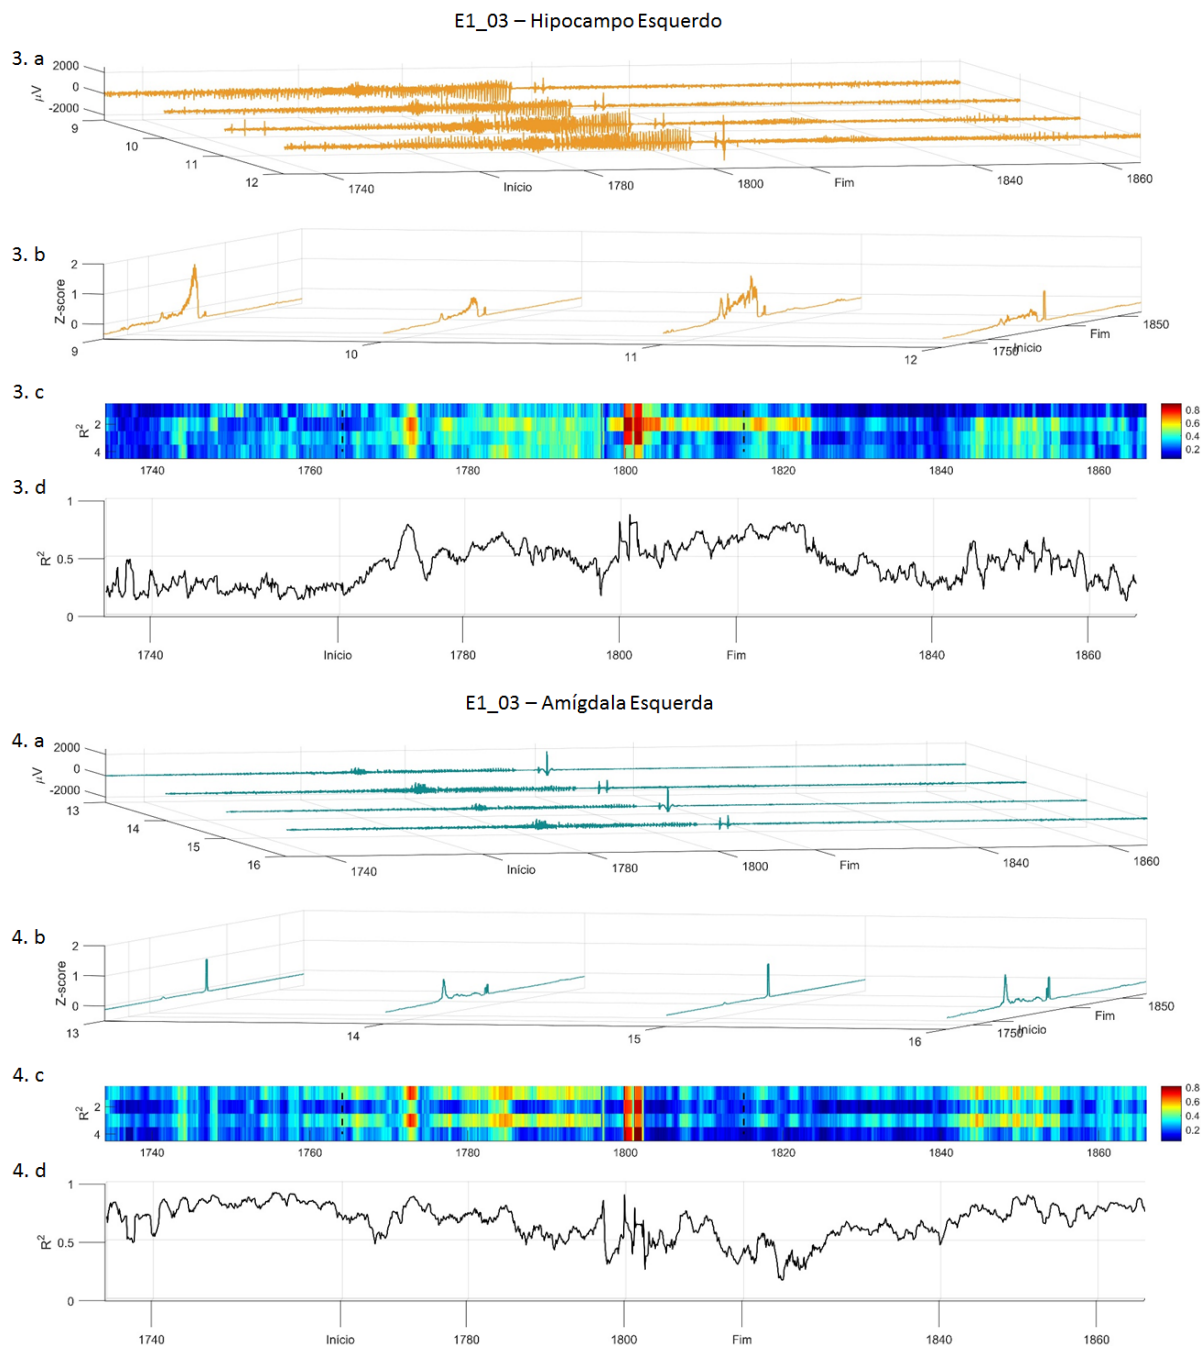 E1_03 – Hipocampo Esquerdo
3. a
2000
0
-2000
µV
9
10
11
12
1740
Início
1780
1800
Fim
1840
1860
3. b
2
1
0
Z-score
9
10
11
12
1750
Início
Fim
1850
3. c
R²
2
4
1740
1760
1780
1800
1820
1840
1860
0.8
0.6
0.4
0.2
3. d
1
0.5
0
R²
1740
Início
1780
1800
Fim
1840
1860
E1_03 – Amígdala Esquerda
4. a
2000
0
-2000
µV
13
14
15
16
1740
Início
1780
1800
Fim
1840
1860
4. b
2
1
0
Z-score
13
14
15
16
1750
Início
Fim
1850
4. c
R²
2
4
1740
1760
1780
1800
1820
1840
1860
0.8
0.6
0.4
0.2
4. d
1
0.5
0
R²
1740
Início
1780
1800
Fim
1840
1860